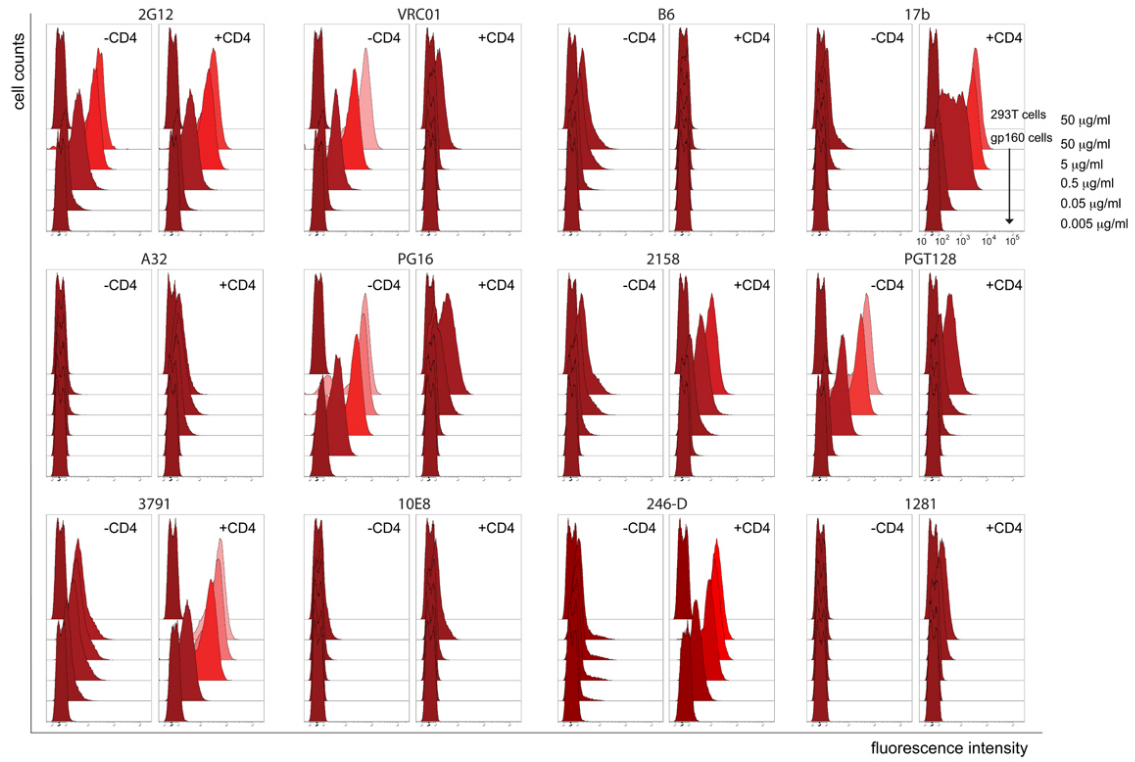 2G12 VRC01 B6 17b
-CD4 +CD4 -CD4 +CD4 -CD4 +CD4 -CD4 +CD4
cell counts
293T cells 50 μg/ml
gp160 cells 50 μg/ml
5 μg/ml
0.5 μg/ml
0.05 μg/ml
0.005 μg/ml
10 10² 10³ 10⁴ 10⁵
A32 PG16 2158 PGT128
-CD4 +CD4 -CD4 +CD4 -CD4 +CD4 -CD4 +CD4
3791 10E8 246-D 1281
-CD4 +CD4 -CD4 +CD4 -CD4 +CD4 -CD4 +CD4
fluorescence intensity